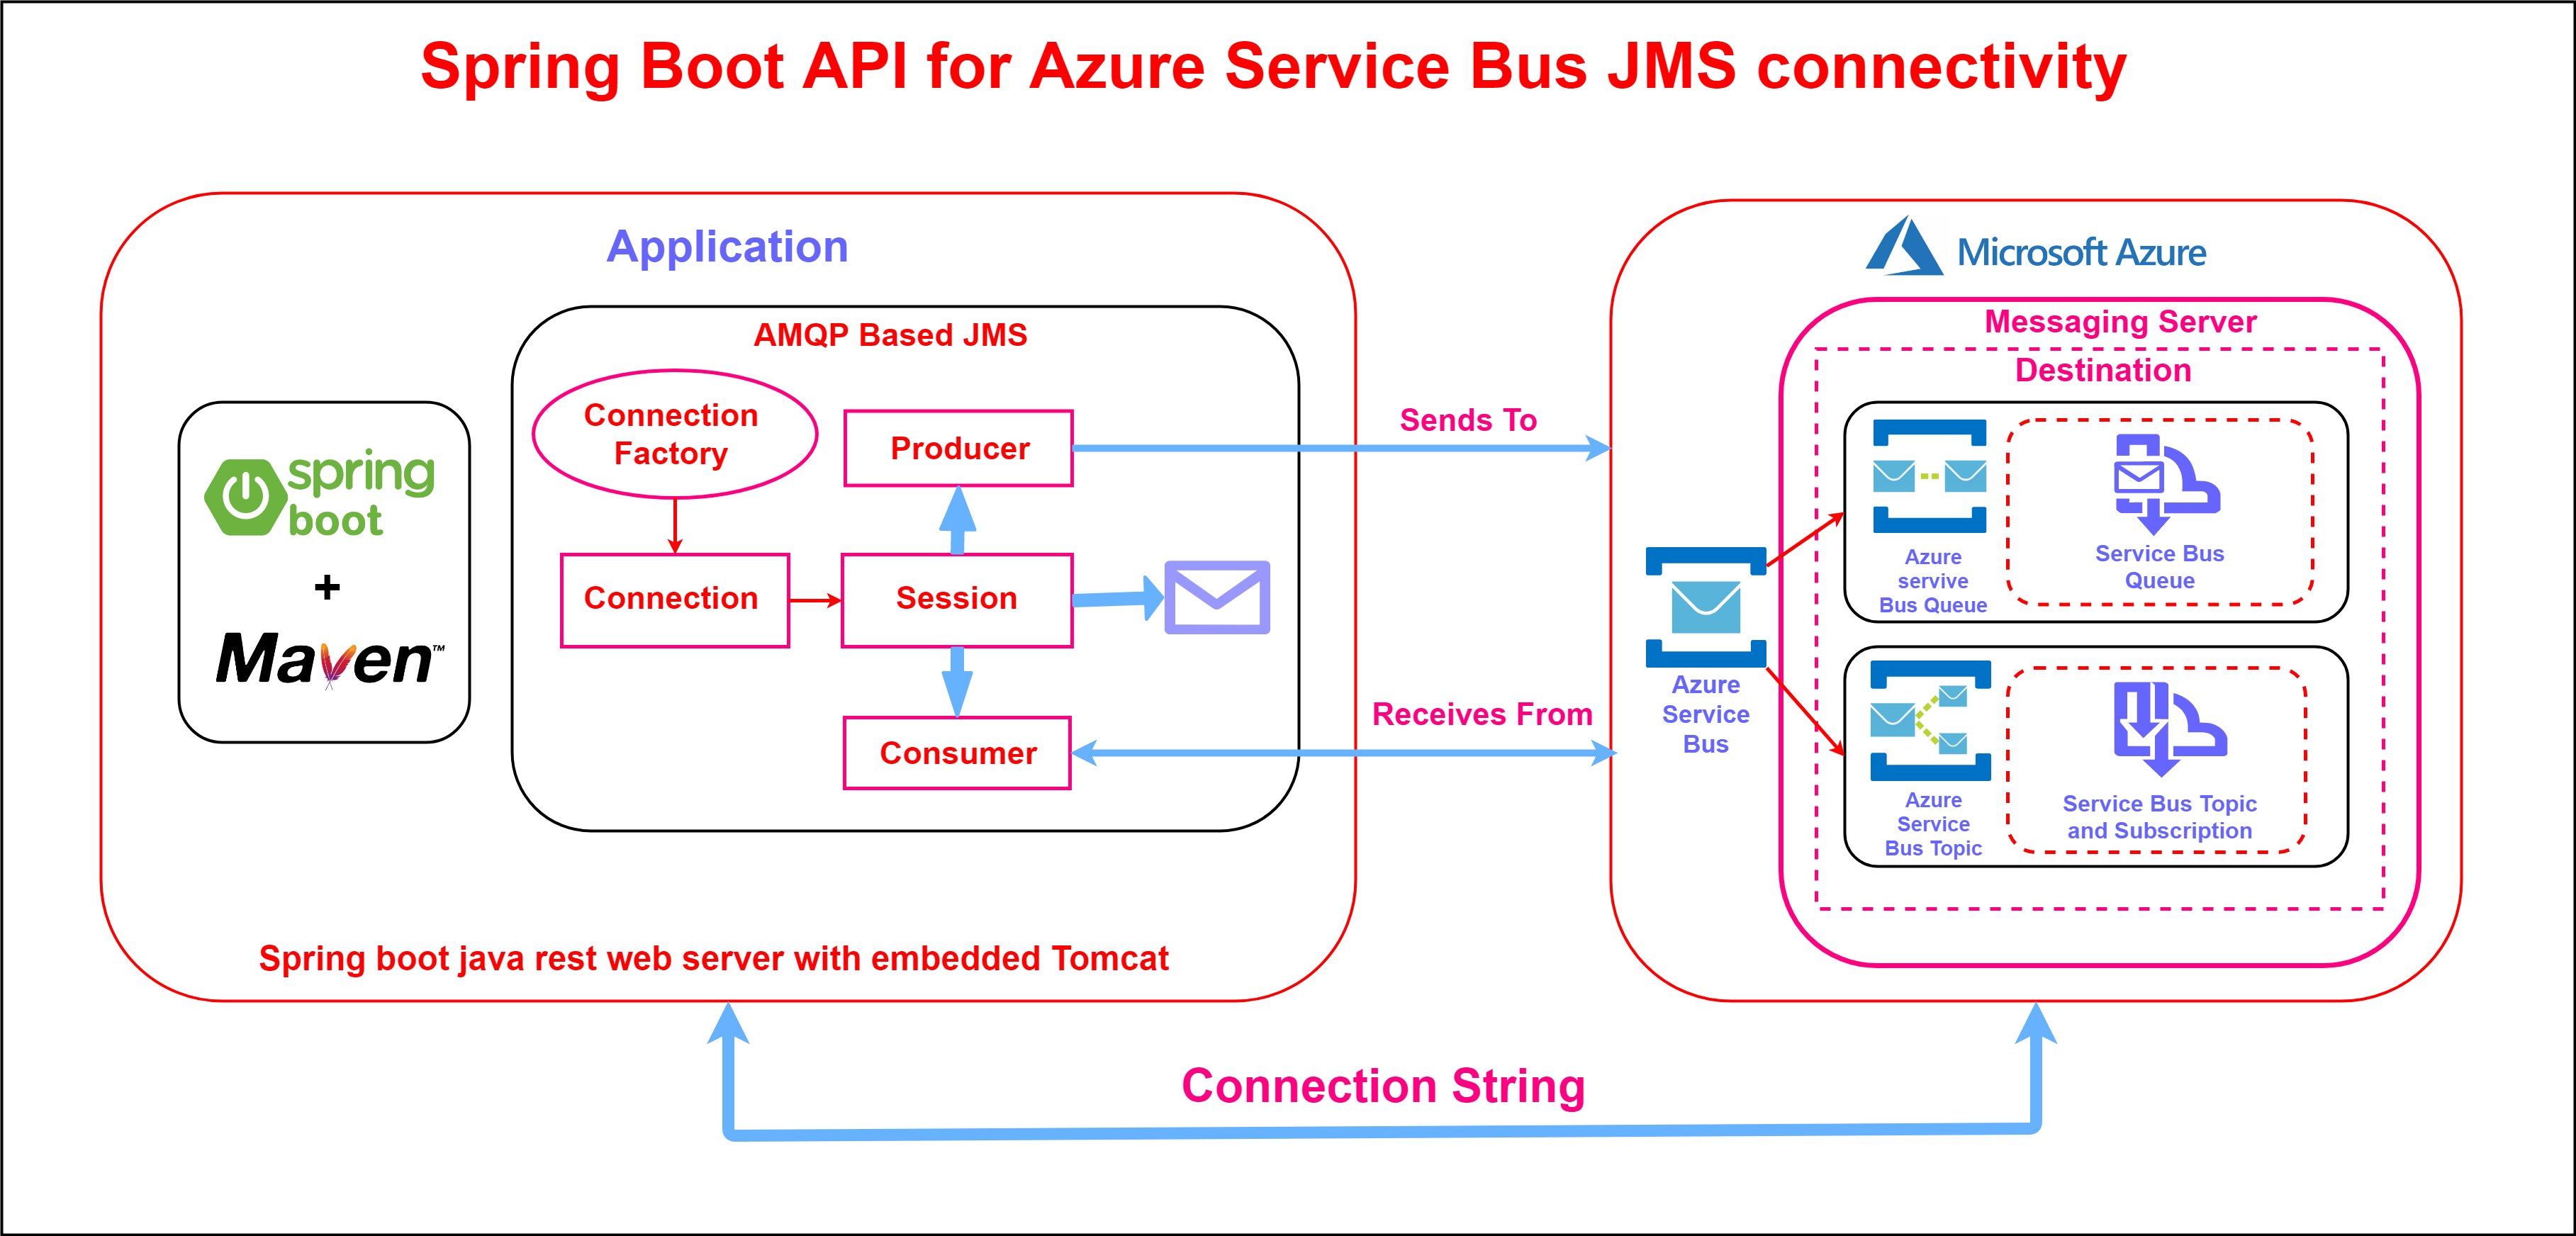 Spring Boot API for Azure Service Bus JMS connectivity
Application
AMQP Based JMS
Connection
Factory
Producer
Connection
Session
Consumer
spring
boot
+
Maven™
Spring boot java rest web server with embedded Tomcat
Sends To
Receives From
Connection String
Microsoft Azure
Messaging Server
Destination
Azure
Service
Bus
Azure
servive
Bus Queue
Service Bus
Queue
Azure
Service
Bus Topic
Service Bus Topic
and Subscription